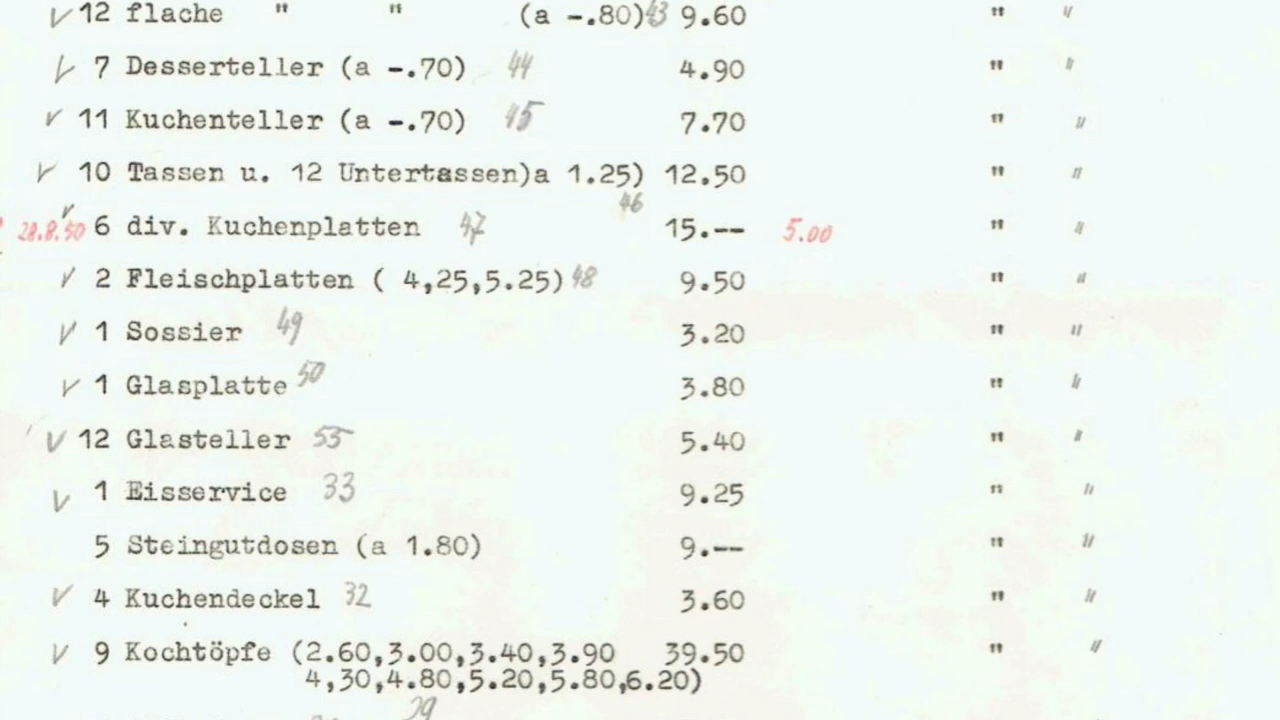 ✓ 12 flache " " (a -.80) 43 9.60 " "
✓ 7 Desserteller (a -.70) 44 4.90 " "
✓ 11 Kuchenteller (a -.70) 45 7.70 " "
✓ 10 Tassen u. 12 Untertassen)a 1.25) 12.50 " "
46
28.8.50 ✓ 6 div. Kuchenplatten 47 15.-- 5.00 " "
✓ 2 Fleischplatten ( 4,25,5.25) 48 9.50 " "
✓ 1 Sossier 49 3.20 " "
✓ 1 Glasplatte 50 3.80 " "
✓ 12 Glasteller 55 5.40 " "
✓ 1 Eisservice 33 9.25 " "
5 Steingutdosen (a 1.80) 9.-- " "
✓ 4 Kuchendeckel 32 3.60 " "
✓ 9 Kochtöpfe (2.60,3.00,3.40,3.90 39.50 " "
4,30,4.80,5.20,5.80,6.20)
29